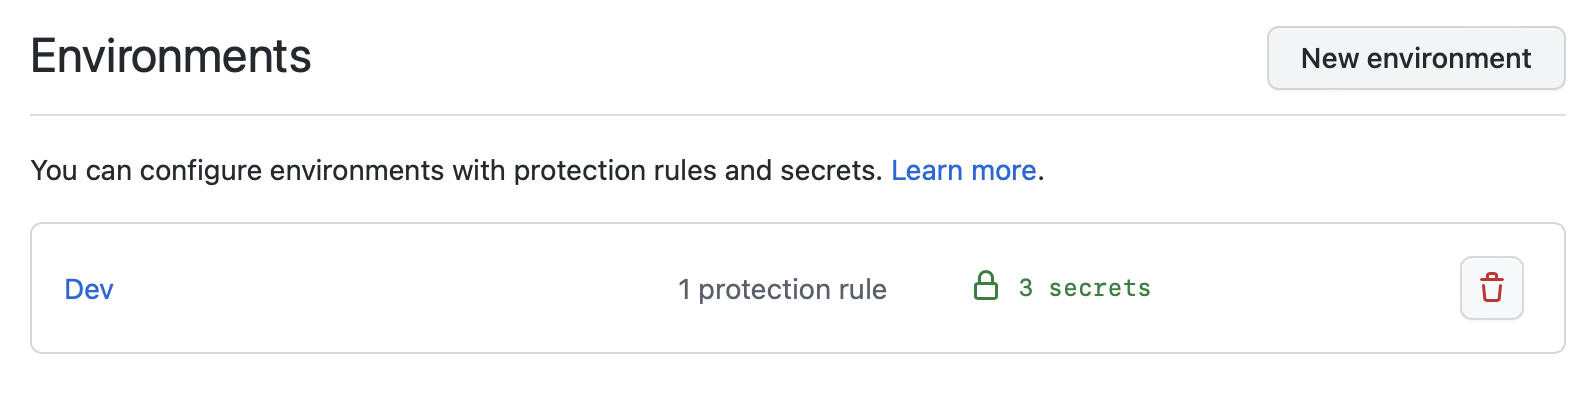 Environments
New environment
You can configure environments with protection rules and secrets. Learn more.
Dev 1 protection rule 3 secrets